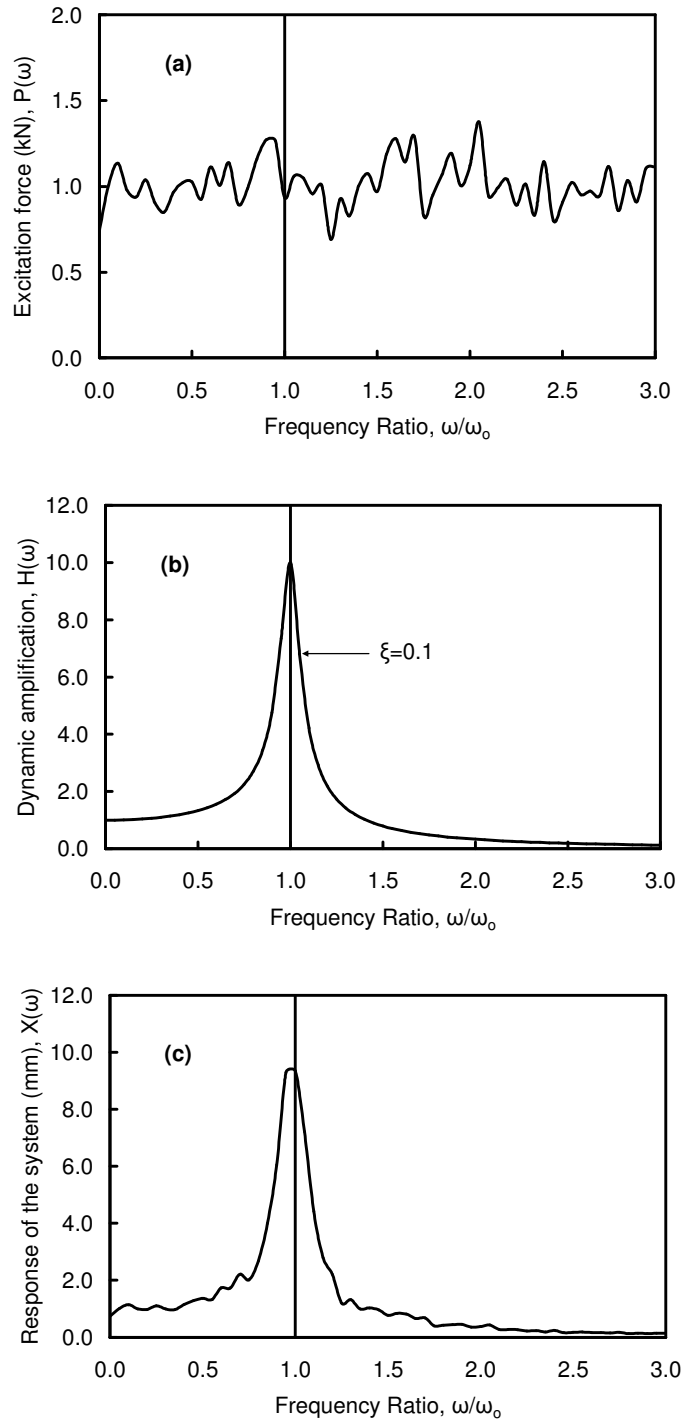 2.0
(a)
1.5
1.0
0.5
0.0
Excitation force (kN), P(ω)
0.0 0.5 1.0 1.5 2.0 2.5 3.0
Frequency Ratio, ω/ωₒ
12.0
(b)
10.0
8.0
ξ=0.1
6.0
4.0
2.0
0.0
Dynamic amplification, H(ω)
0.0 0.5 1.0 1.5 2.0 2.5 3.0
Frequency Ratio, ω/ωₒ
12.0
(c)
10.0
8.0
6.0
4.0
2.0
0.0
Response of the system (mm), X(ω)
0.0 0.5 1.0 1.5 2.0 2.5 3.0
Frequency Ratio, ω/ωₒ